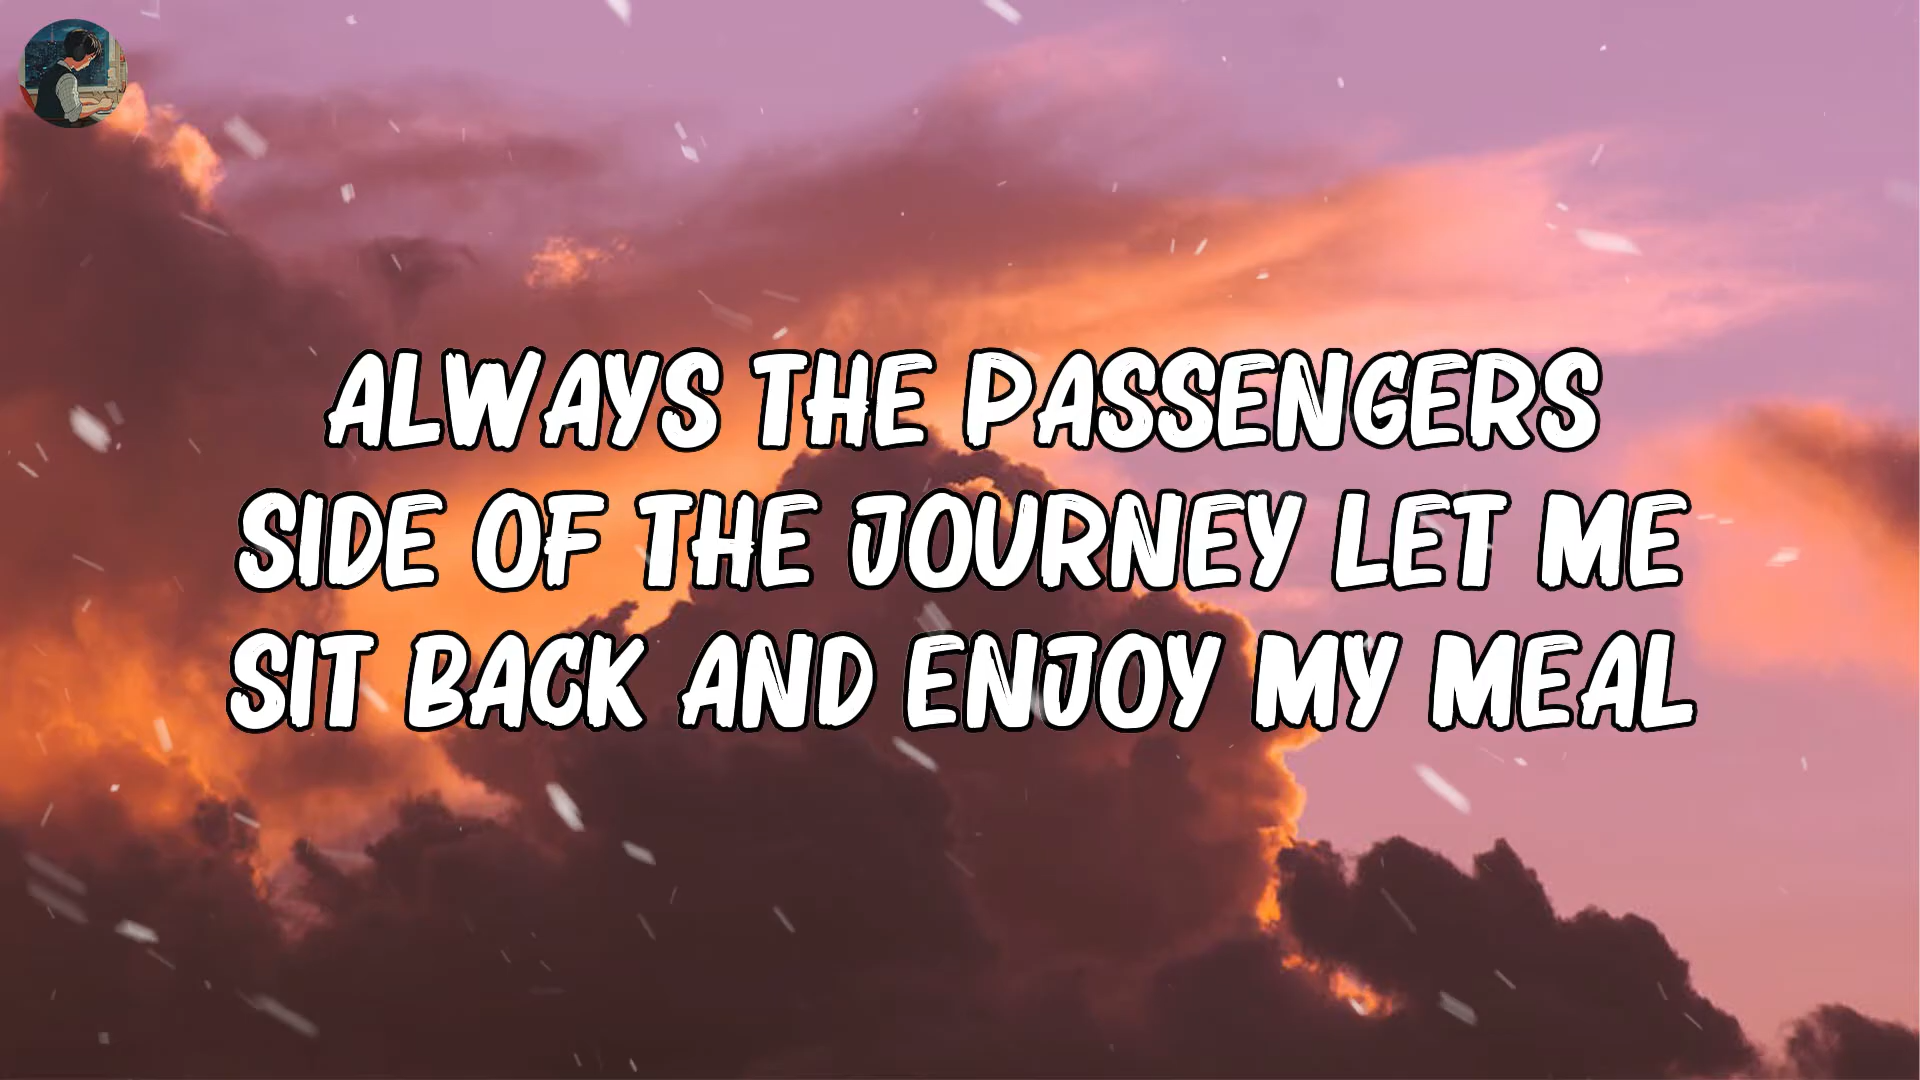 ALWAYS THE PASSENGERS
SIDE OF THE JOURNEY LET ME
SIT BACK AND ENJOY MY MEAL